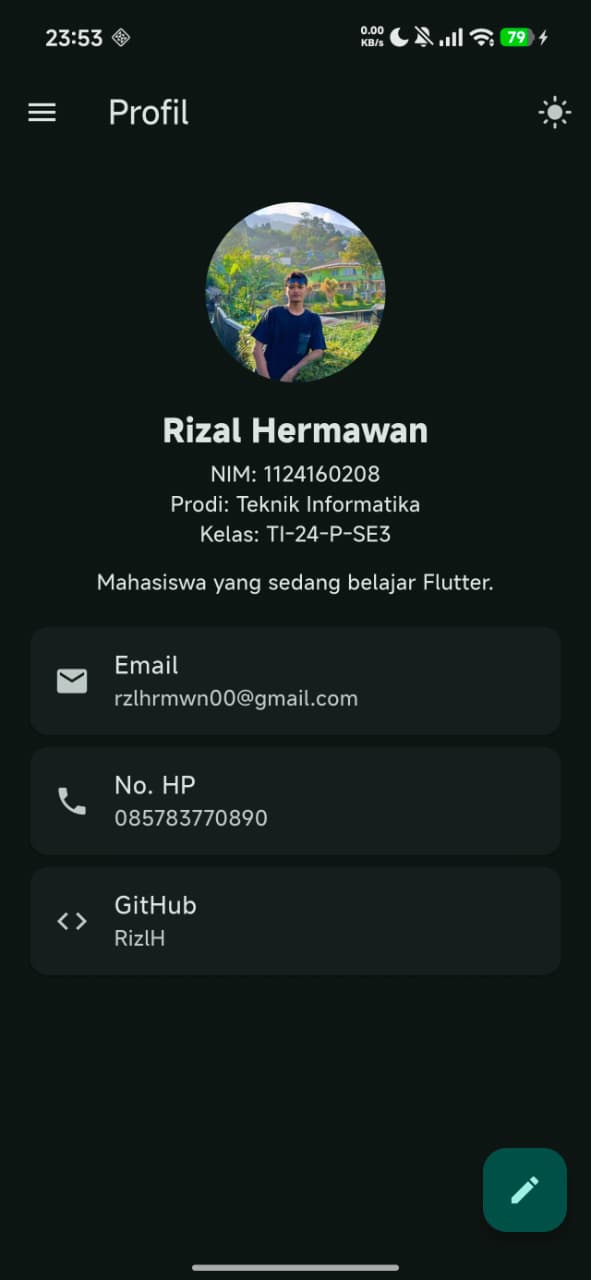 23:53
0.00
KB/s
79
Profil
Rizal Hermawan
NIM: 1124160208
Prodi: Teknik Informatika
Kelas: TI-24-P-SE3
Mahasiswa yang sedang belajar Flutter.
Email
rzlhrmwn00@gmail.com
No. HP
085783770890
GitHub
RizlH